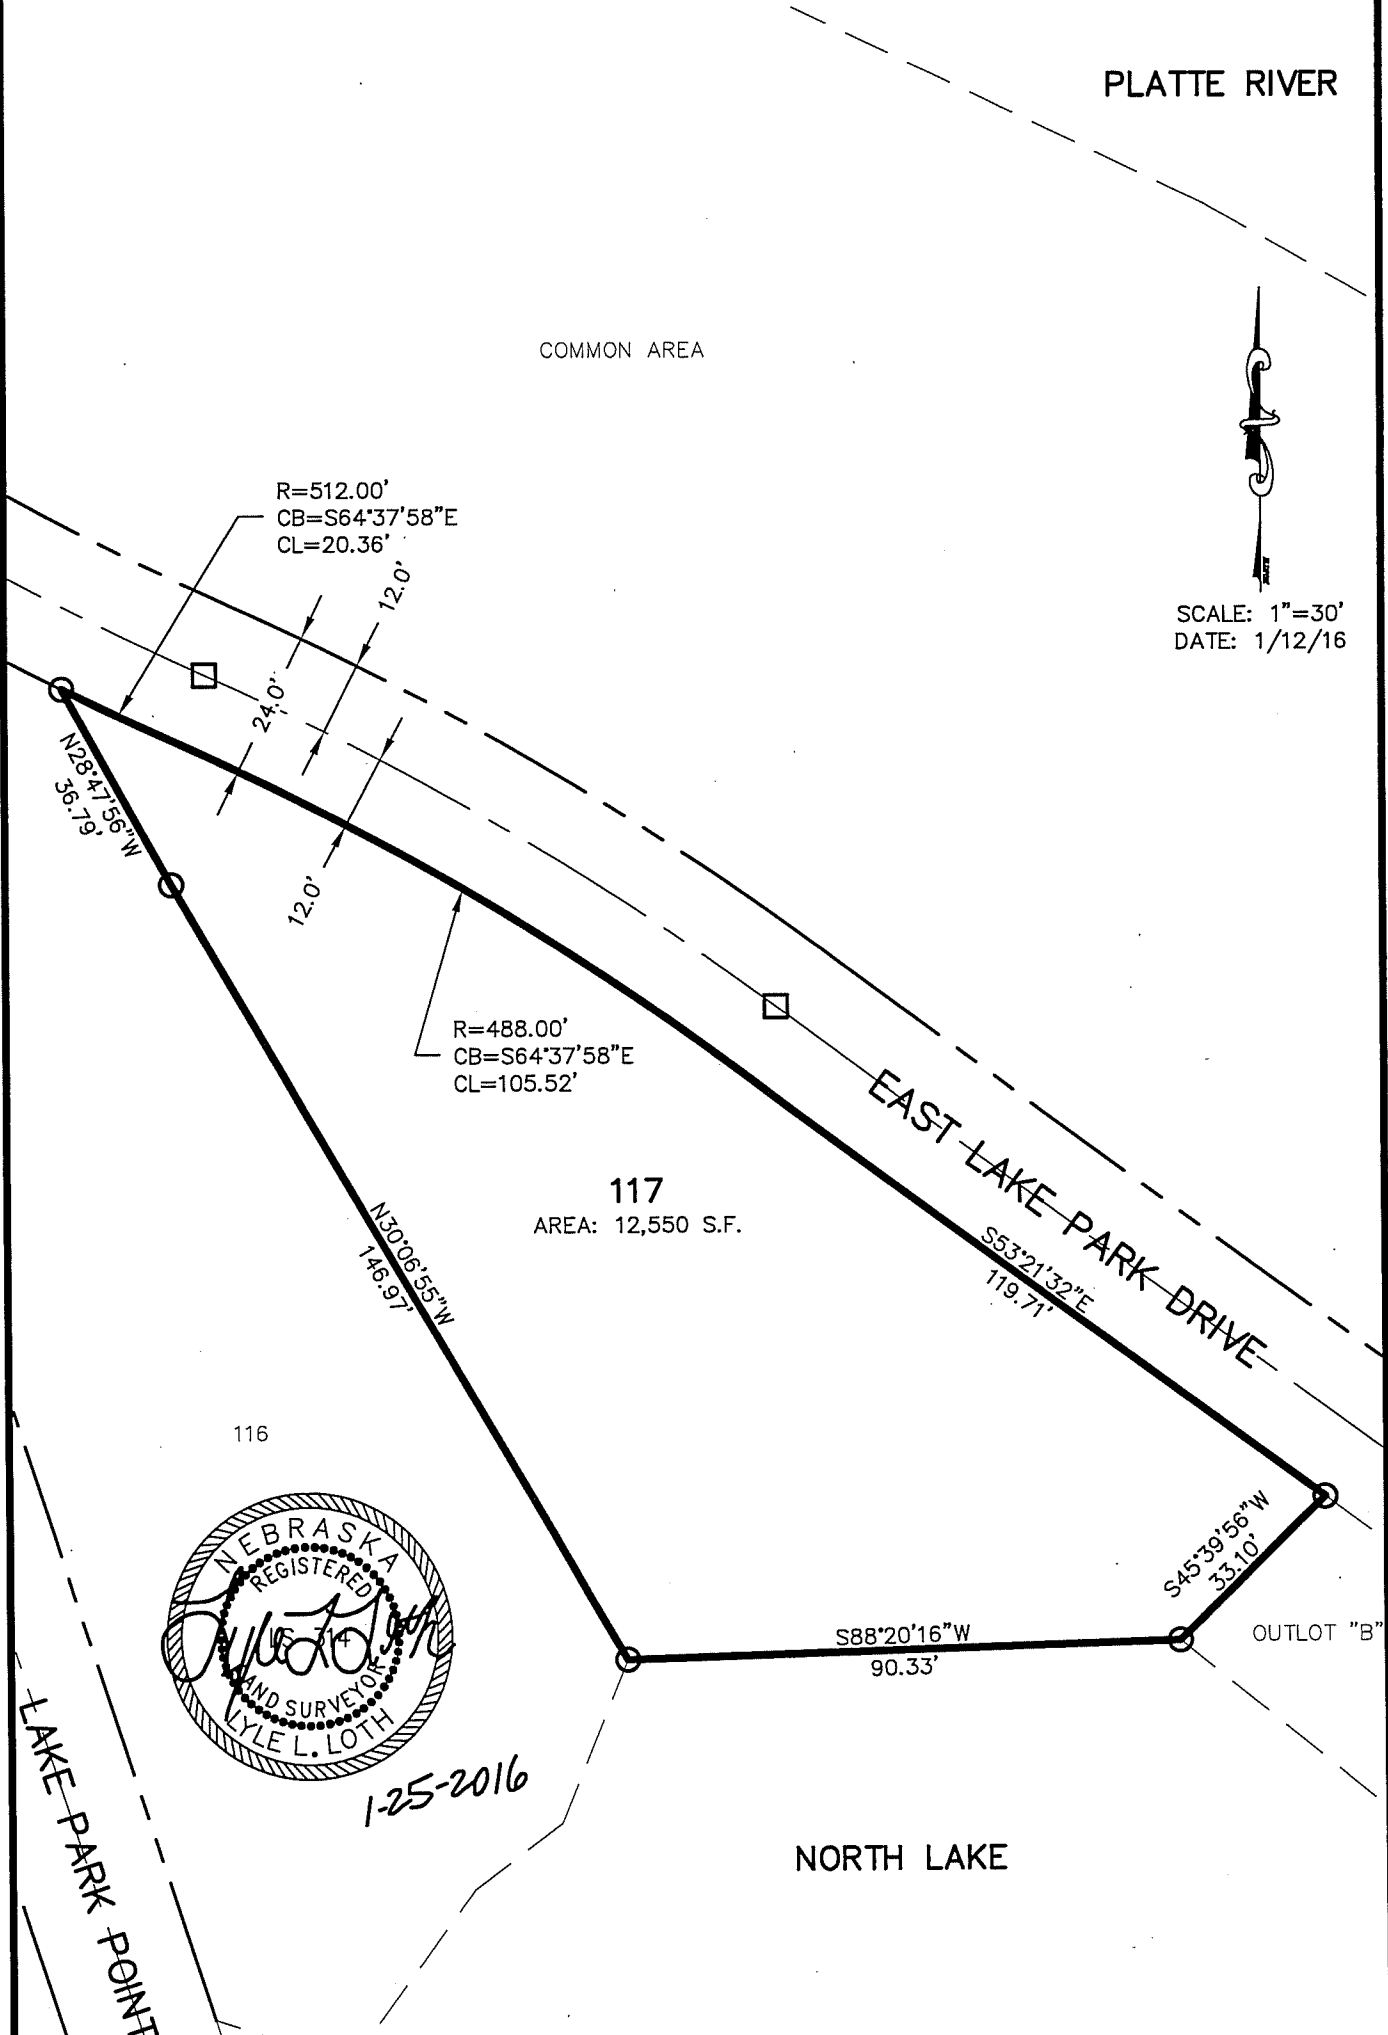 PLATTE RIVER
COMMON AREA
R=512.00'
CB=S64°37'58"E
CL=20.36'
12.0'
SCALE: 1"=30'
DATE: 1/12/16
24.0'
N28°47'56"W
36.79'
12.0'
R=488.00'
CB=S64°37'58"E
CL=105.52'
EAST LAKE PARK DRIVE
117
AREA: 12,550 S.F.
N30°06'55"W
146.97'
S53°21'32"E
119.71'
116
NEBRASKA
REGISTERED
LS 314
LAND SURVEYOR
LYLE L. LOTH
Lyle L. Loth
1-25-2016
S45°39'56"W
33.10'
S88°20'16"W
90.33'
OUTLOT "B"
LAKE PARK POINT
NORTH LAKE